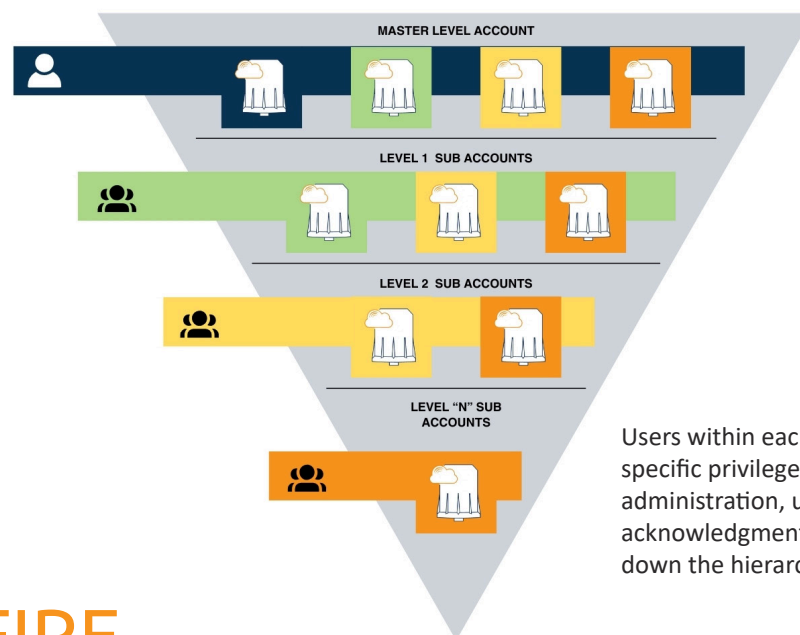 MASTER LEVEL ACCOUNT
LEVEL 1 SUB ACCOUNTS
LEVEL 2 SUB ACCOUNTS
LEVEL “N” SUB
ACCOUNTS
Users within eac
specific privilege
administration, u
acknowledgment
down the hierarc
FIRE